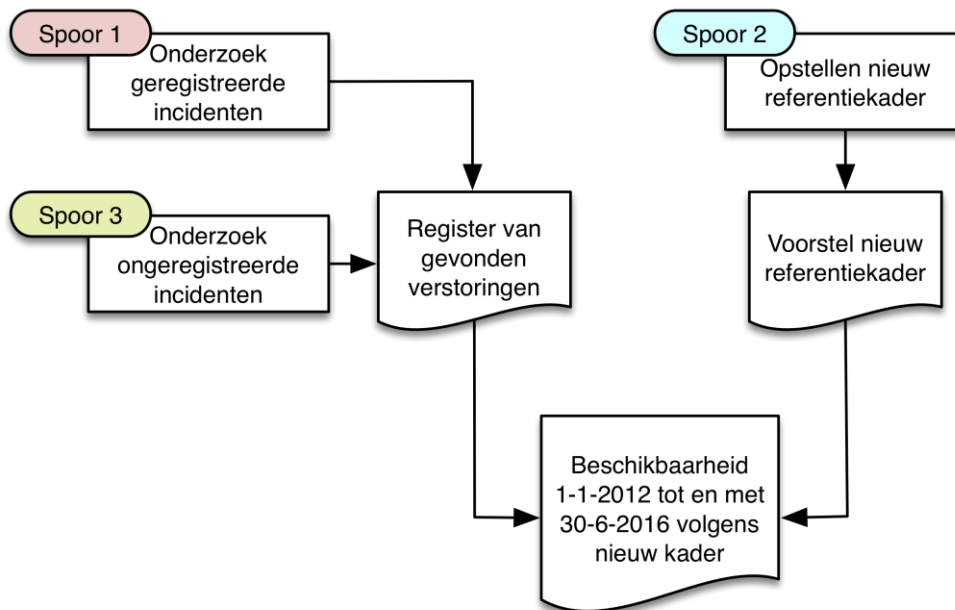 Spoor 1
Onderzoek
geregistreerde
incidenten
Spoor 2
Opstellen nieuw
referentiekader
Spoor 3
Onderzoek
ongeregistreerde
incidenten
Register van
gevonden
verstoringen
Voorstel nieuw
referentiekader
Beschikbaarheid
1-1-2012 tot en met
30-6-2016 volgens
nieuw kader